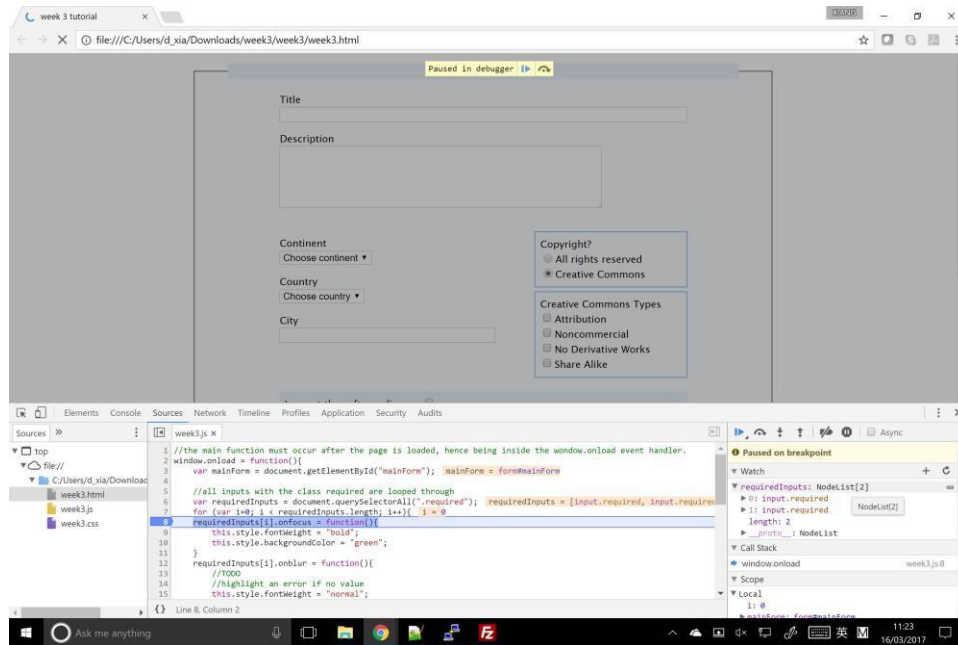 week 3 tutorial
XIANG
file:///C:/Users/d_xia/Downloads/week3/week3/week3.html
Paused in debugger
Title
Description
Continent
Choose continent
Country
Choose country
City
Copyright?
All rights reserved
Creative Commons
Creative Commons Types
Attribution
Noncommercial
No Derivative Works
Share Alike
Elements Console Sources Network Timeline Profiles Application Security Audits
Sources »
top
file://
C:/Users/d_xia/Download
week3.html
week3.js
week3.css
week3.js ×
1 //the main function must occur after the page is loaded, hence being inside the wondow.onload event handler.
2 window.onload = function(){
3 var mainForm = document.getElementById("mainForm"); mainForm = form#mainForm
4
5 //all inputs with the class required are looped through
6 var requiredInputs = document.querySelectorAll(".required"); requiredInputs = [input.required, input.required
7 for (var i=0; i < requiredInputs.length; i++){ i = 0
8 requiredInputs[i].onfocus = function(){
9 this.style.fontWeight = "bold";
10 this.style.backgroundColor = "green";
11 }
12 requiredInputs[i].onblur = function(){
13 //TODO
14 //highlight an error if no value
15 this.style.fontWeight = "normal";
{} Line 8, Column 2
Async
Paused on breakpoint
Watch
requiredInputs: NodeList[2]
0: input.required
1: input.required
NodeList[2]
length: 2
__proto__: NodeList
Call Stack
window.onload week3.js:8
Scope
Local
i: 0
mainForm: form#mainForm
Ask me anything
英
M
11:23
16/03/2017